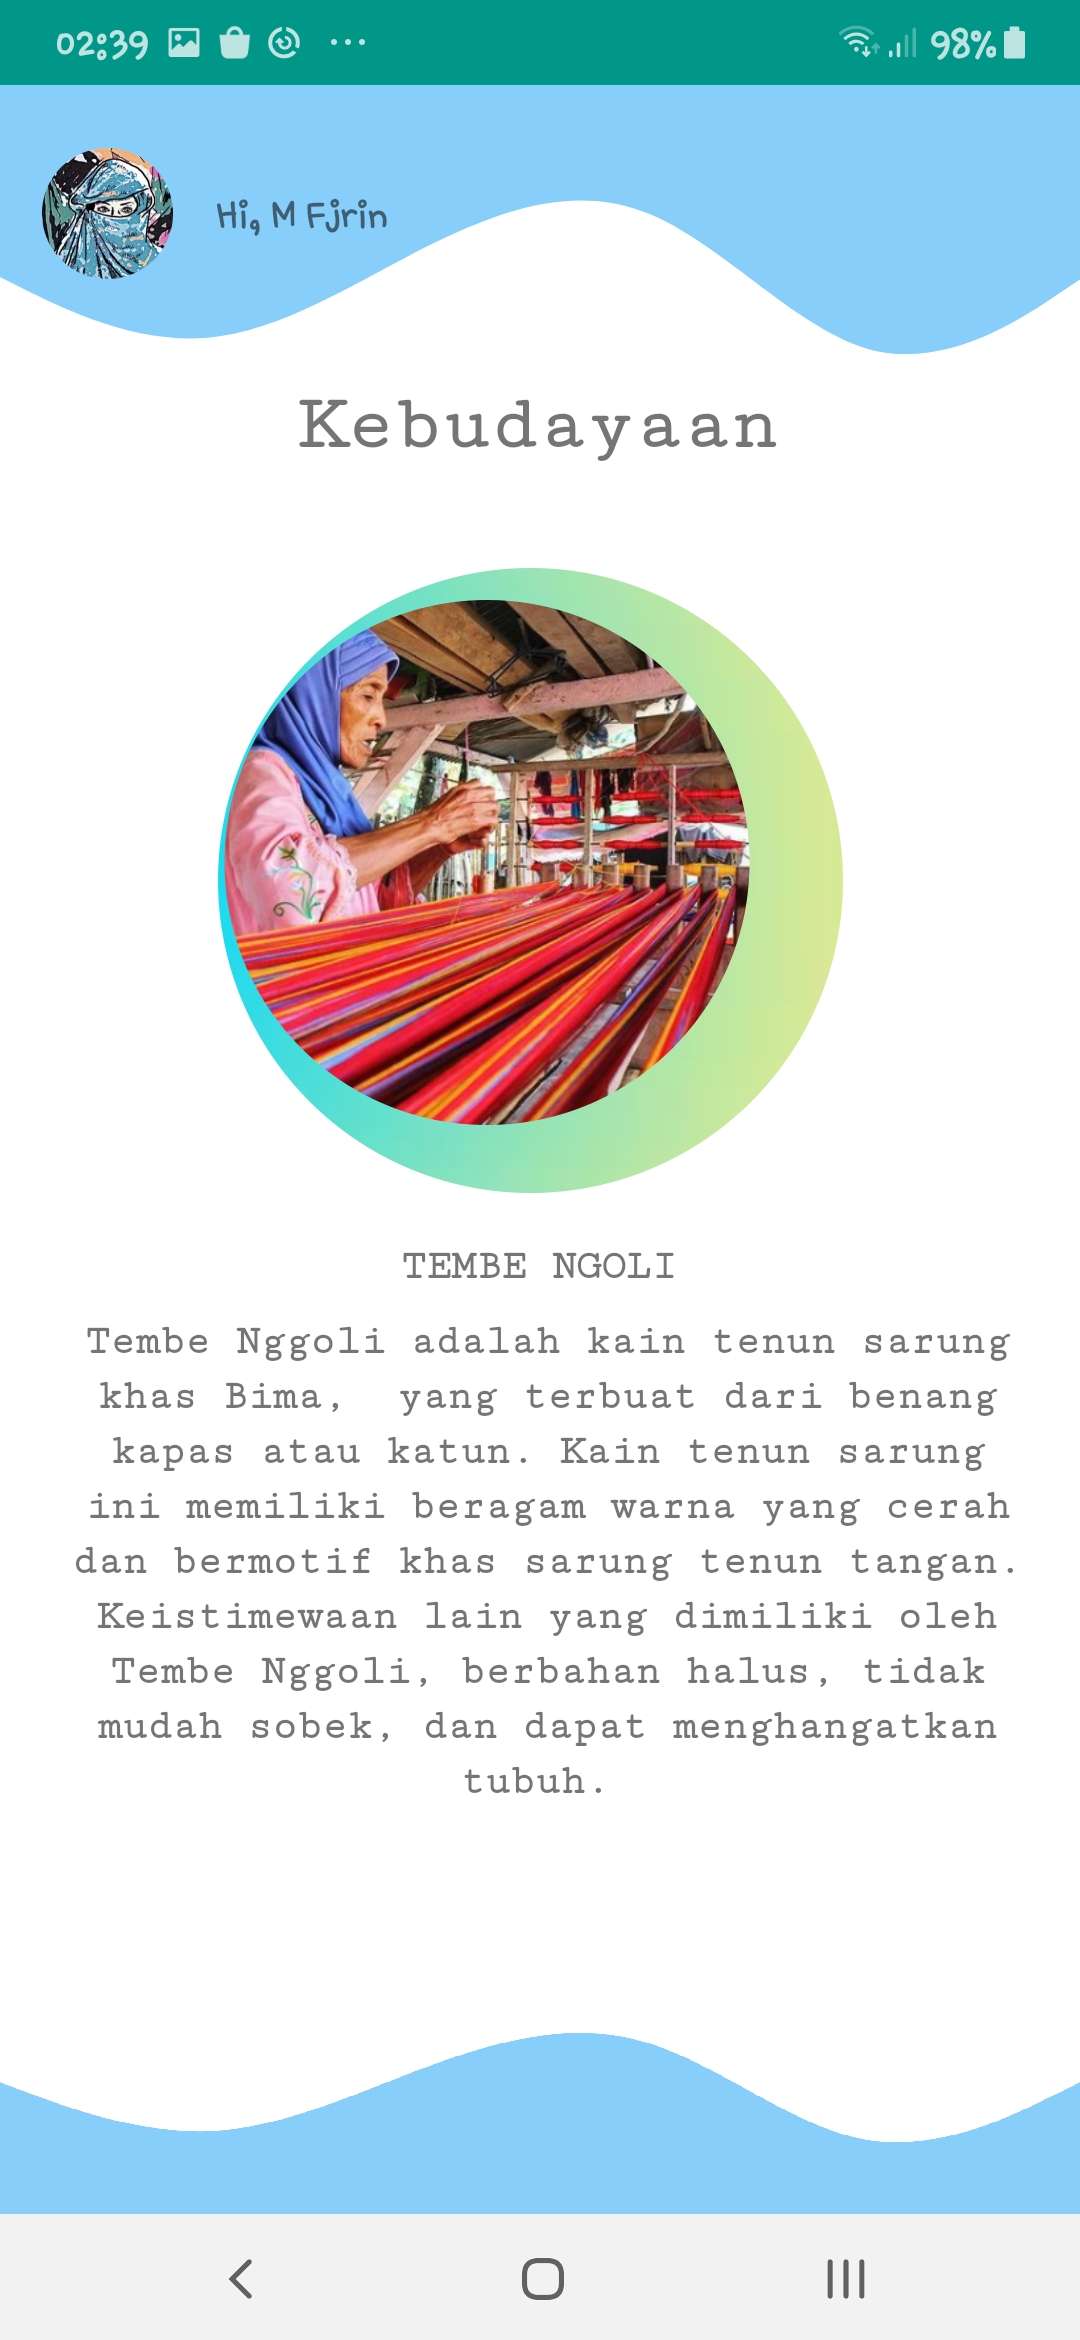 02:39
98%
Hi, M Fjrin
Kebudayaan
TEMBE NGOLI
Tembe Nggoli adalah kain tenun sarung
khas Bima,  yang terbuat dari benang
kapas atau katun. Kain tenun sarung
ini memiliki beragam warna yang cerah
dan bermotif khas sarung tenun tangan.
Keistimewaan lain yang dimiliki oleh
Tembe Nggoli, berbahan halus, tidak
mudah sobek, dan dapat menghangatkan
tubuh.